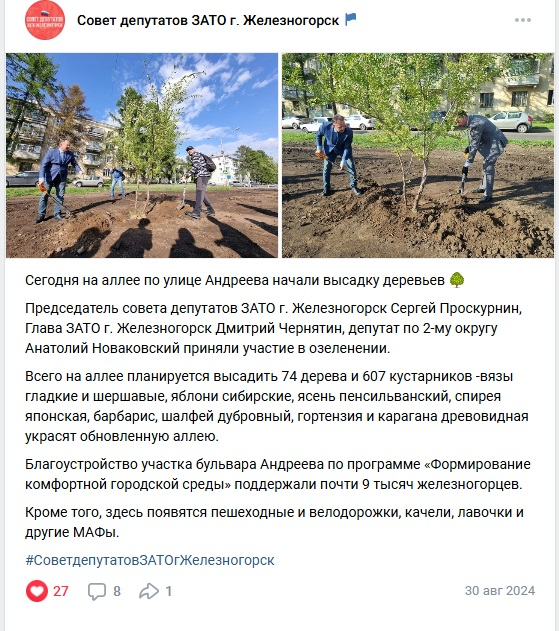 СОВЕТ ДЕПУТАТОВ
ЗАТО Г. ЖЕЛЕЗНОГОРСК
Совет депутатов ЗАТО г. Железногорск
Сегодня на аллее по улице Андреева начали высадку деревьев
Председатель совета депутатов ЗАТО г. Железногорск Сергей Проскурнин,
Глава ЗАТО г. Железногорск Дмитрий Чернятин, депутат по 2-му округу
Анатолий Новаковский приняли участие в озеленении.
Всего на аллее планируется высадить 74 дерева и 607 кустарников -вязы
гладкие и шершавые, яблони сибирские, ясень пенсильванский, спирея
японская, барбарис, шалфей дубровный, гортензия и карагана древовидная
украсят обновленную аллею.
Благоустройство участка бульвара Андреева по программе «Формирование
комфортной городской среды» поддержали почти 9 тысяч железногорцев.
Кроме того, здесь появятся пешеходные и велодорожки, качели, лавочки и
другие МАФы.
#СоветдепутатовЗАТОгЖелезногорск
27 8 1 30 авг 2024